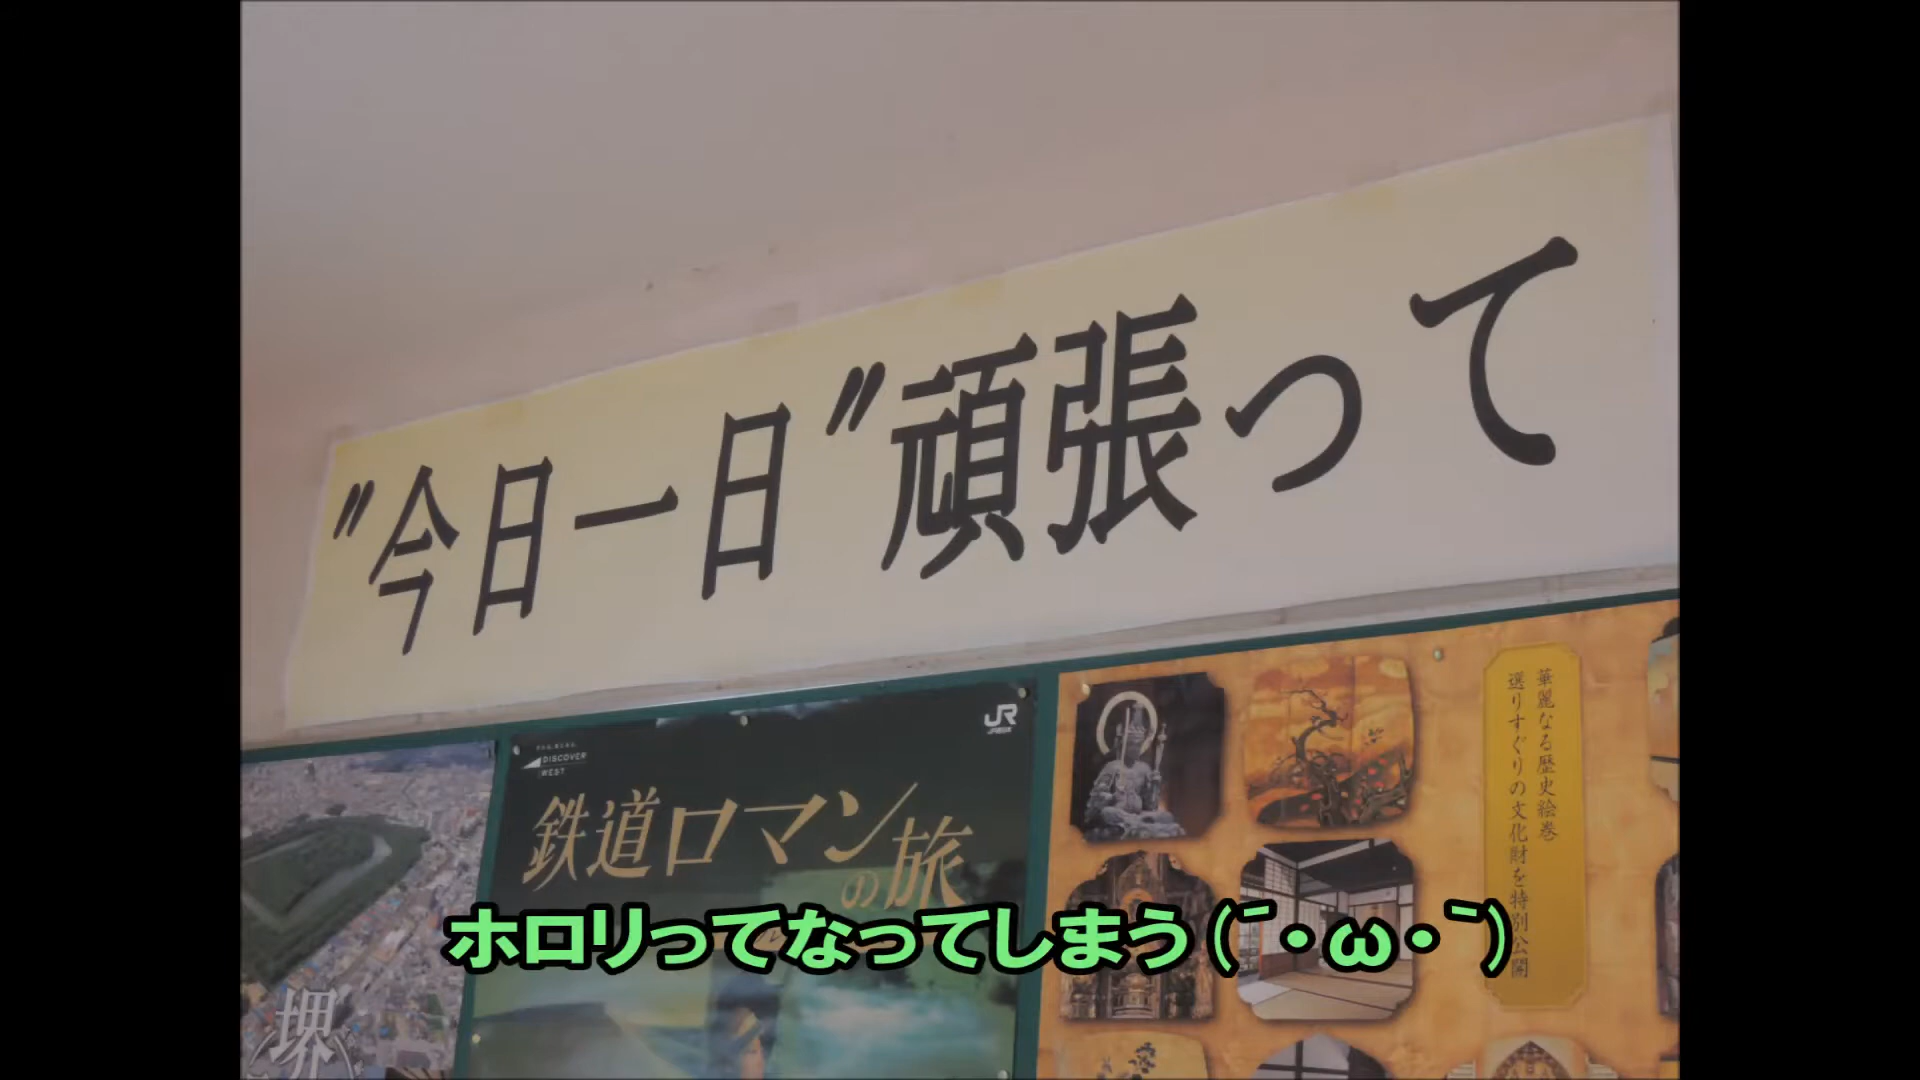 〃今日一日〃頑張って
JR
DISCOVER
WEST
鉄道ロマン
の旅
華麗なる歴史絵巻
選りすぐりの文化財を特別公開
堺
ホロリってなってしまう(´・ω・`)